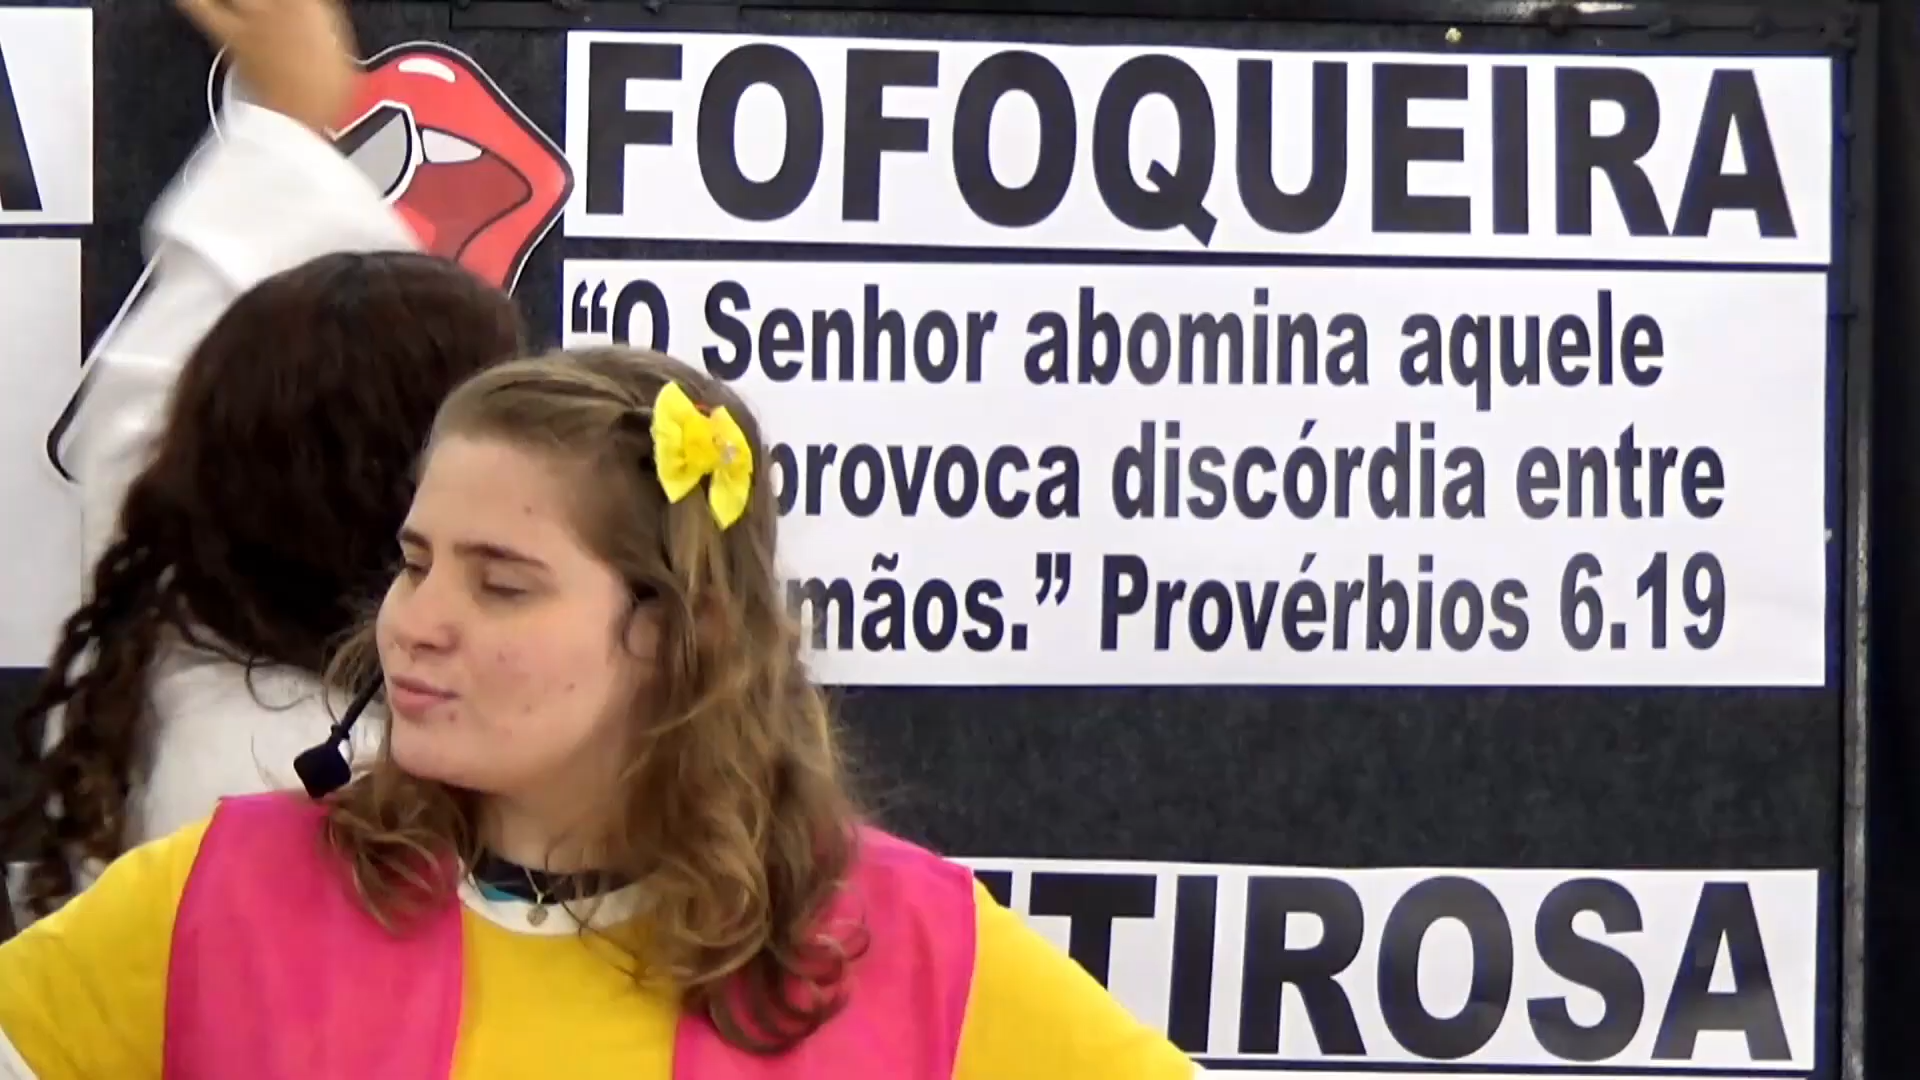 A
FOFOQUEIRA
“O Senhor abomina aquele
provoca discórdia entre
mãos.” Provérbios 6.19
TIROSA